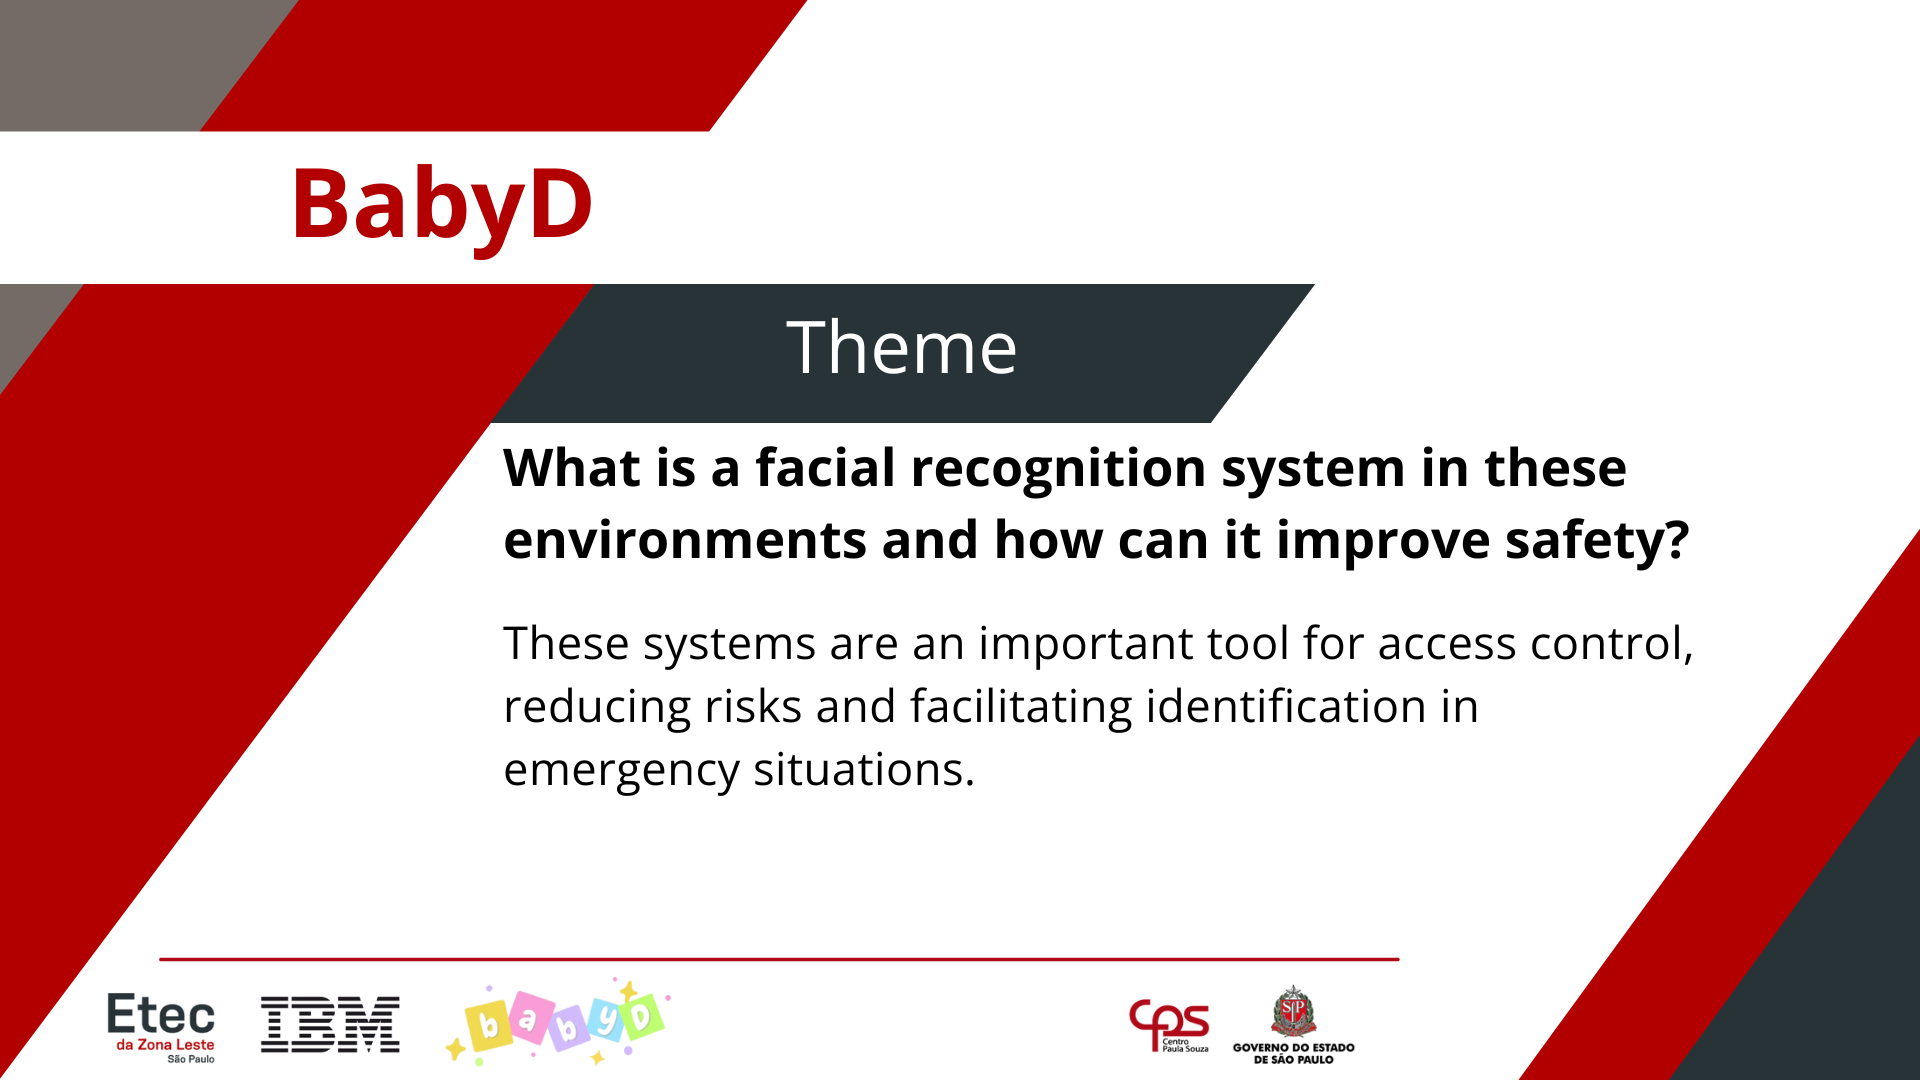 BabyD
Theme
What is a facial recognition system in these
environments and how can it improve safety?
These systems are an important tool for access control,
reducing risks and facilitating identification in
emergency situations.
Etec
da Zona Leste
São Paulo
IBM
babyD
cps
Centro
Paula Souza
SP
GOVERNO DO ESTADO
DE SÃO PAULO